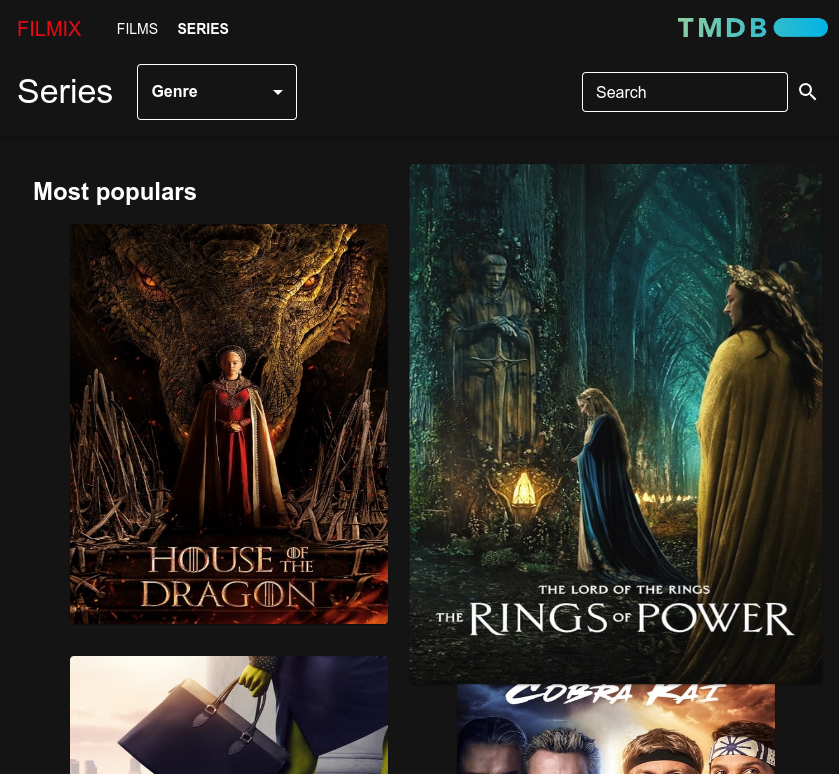 FILMIX
FILMS
SERIES
TMDB
Series
Genre
Search
Most populars
HOUSE OF THE
DRAGON
THE LORD OF THE RINGS
THE RINGS OF POWER
COBRA KAI